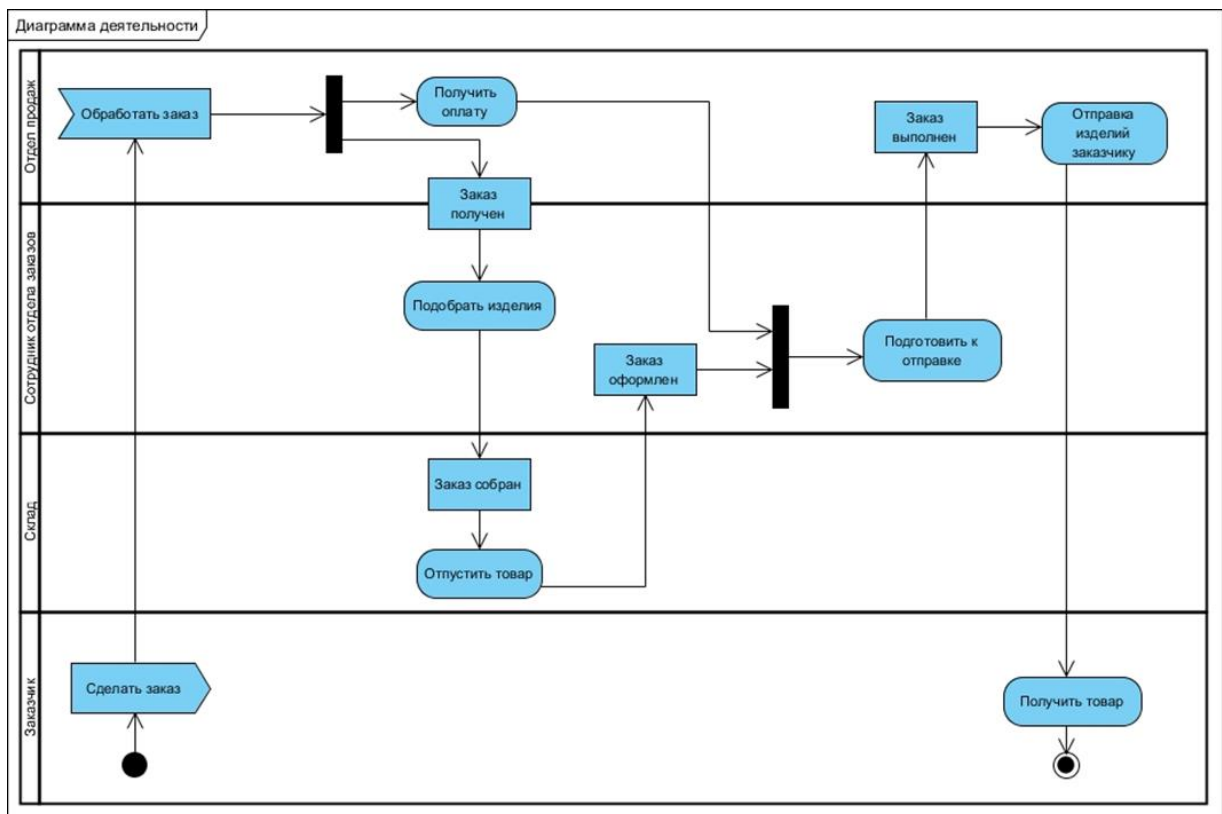 Диаграмма деятельности
Отдел продаж
Обработать заказ
Получить
оплату
Заказ
выполнен
Отправка
изделий
заказчику
Заказ
получен
Сотрудник отдела заказов
Подобрать изделия
Заказ
оформлен
Подготовить к
отправке
Склад
Заказ собран
Отпустить товар
Заказчик
Сделать заказ
Получить товар